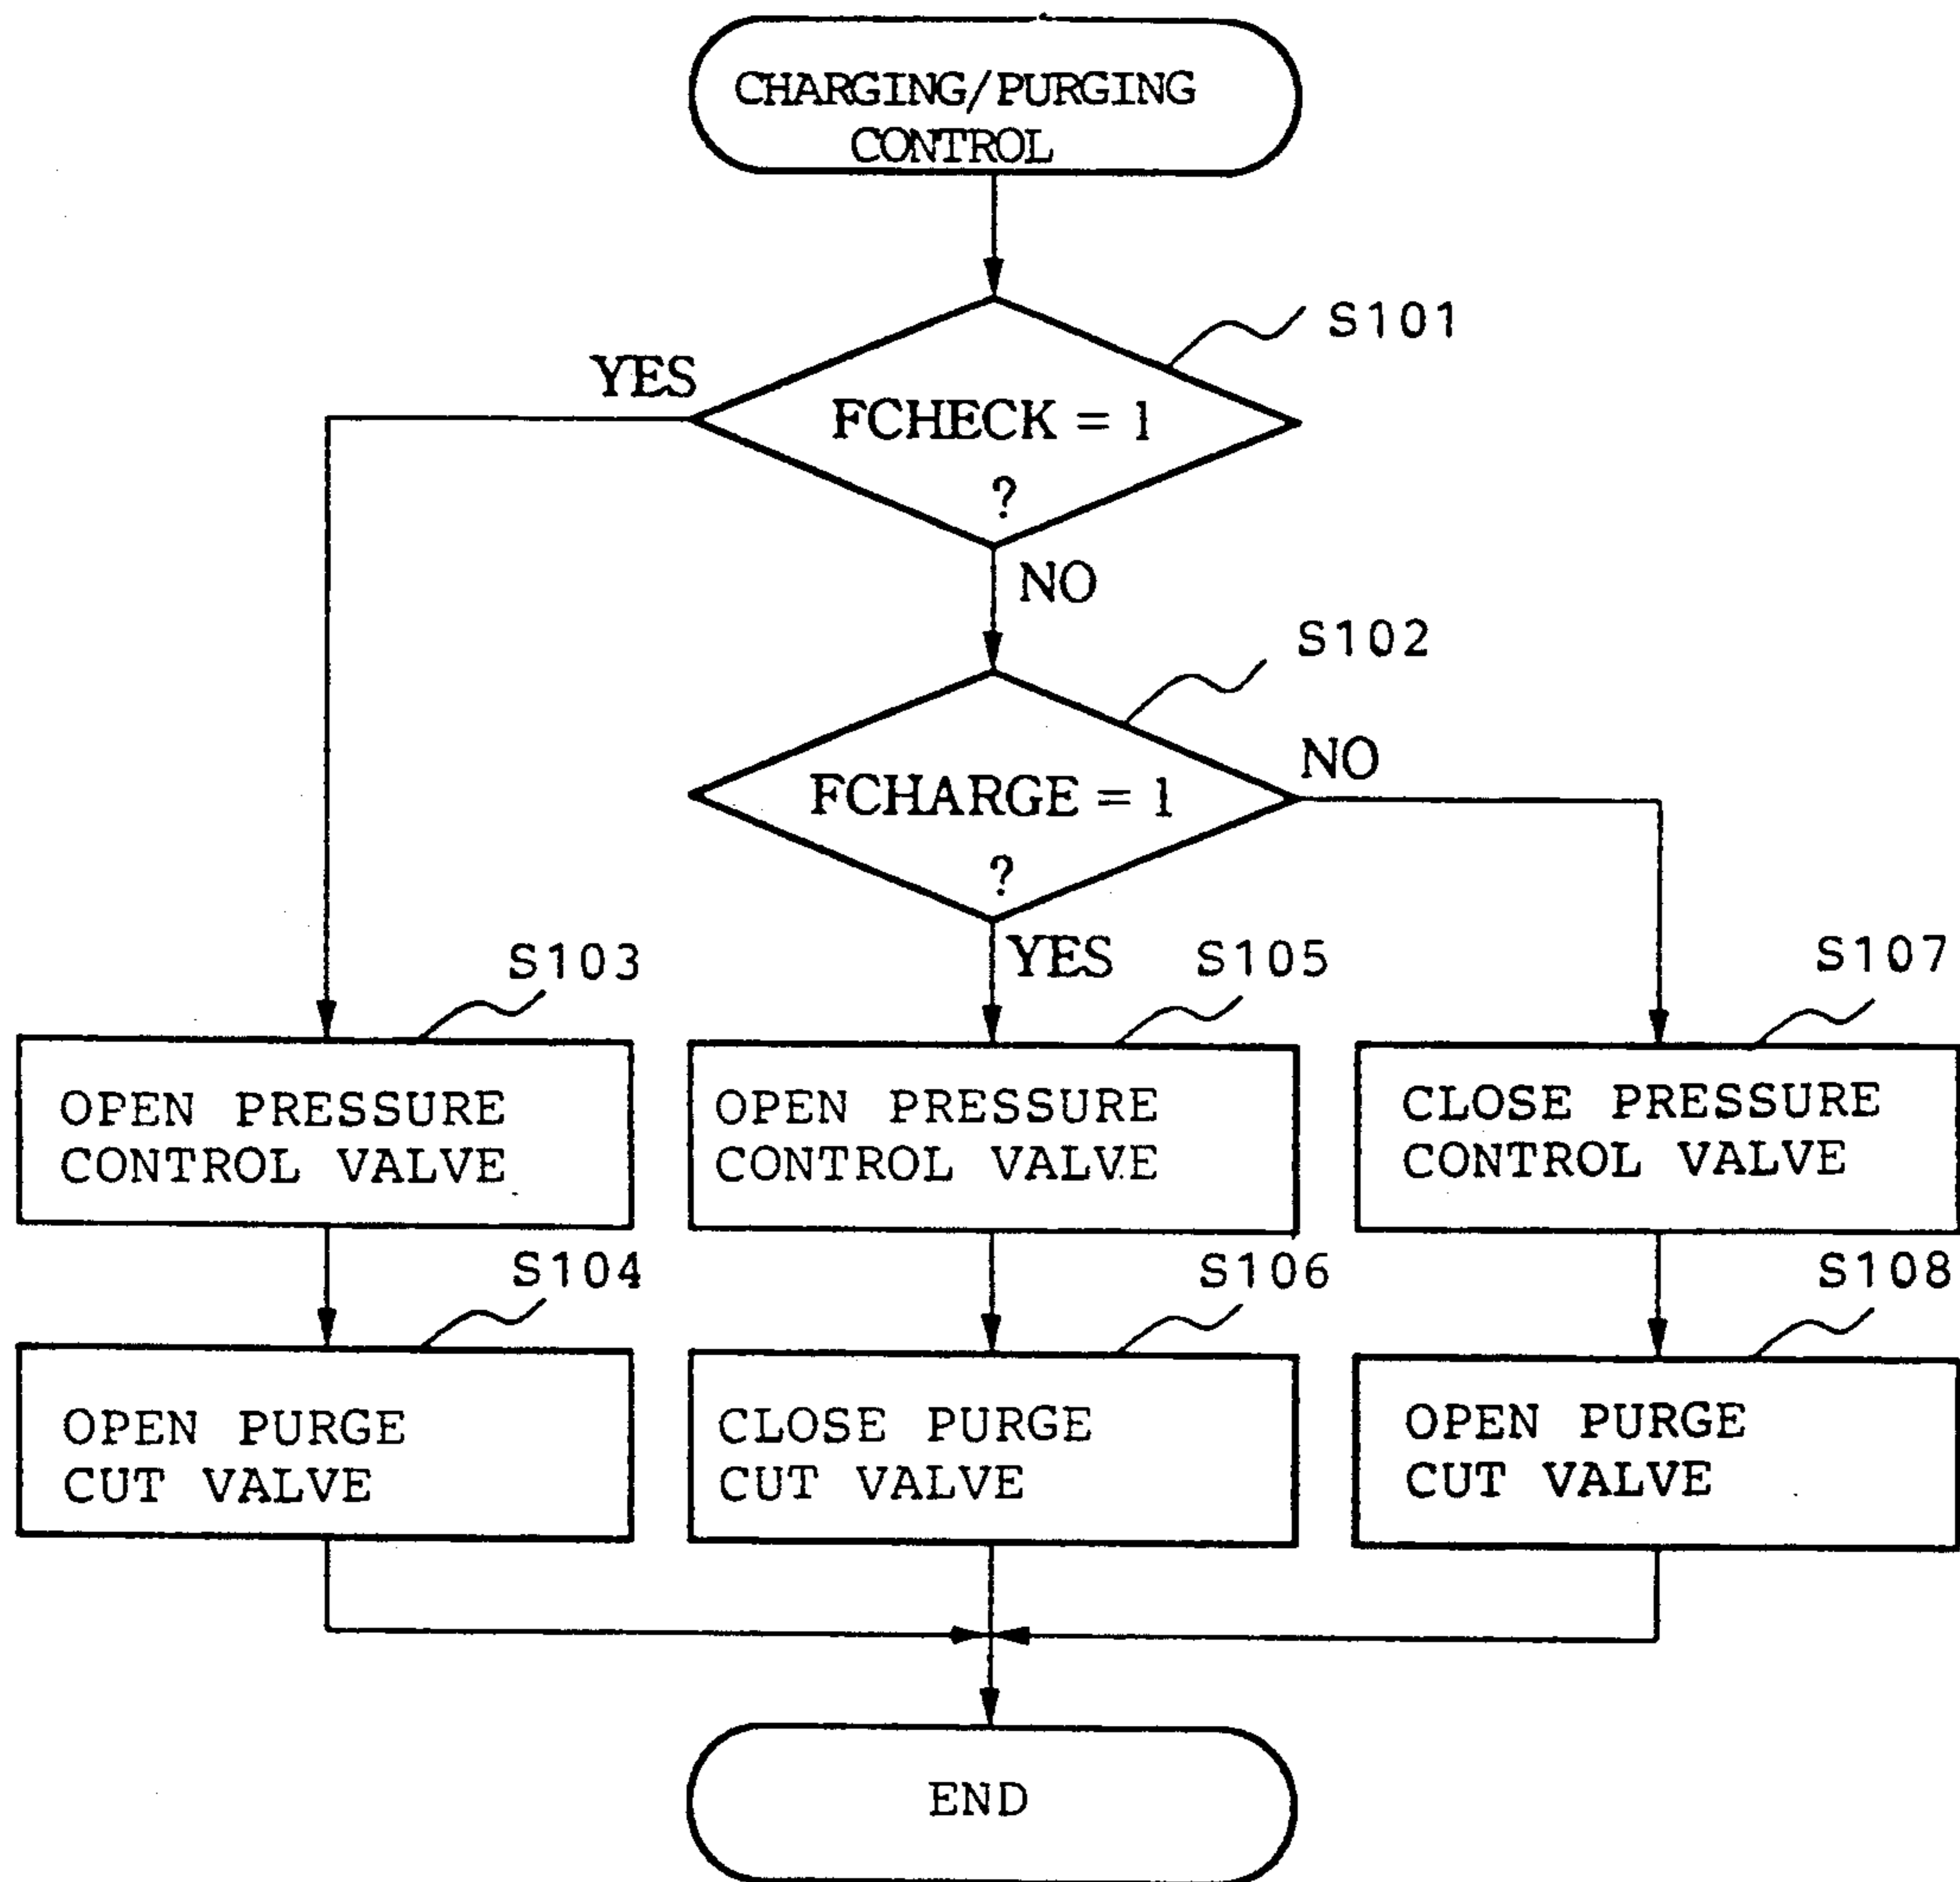 CHARGING/PURGING
CONTROL
S101
YES
FCHECK = 1
?
NO
S102
NO
FCHARGE = 1
?
YES
S103
S105
S107
OPEN PRESSURE
CONTROL VALVE
OPEN PRESSURE
CONTROL VALVE
CLOSE PRESSURE
CONTROL VALVE
S104
S106
S108
OPEN PURGE
CUT VALVE
CLOSE PURGE
CUT VALVE
OPEN PURGE
CUT VALVE
END